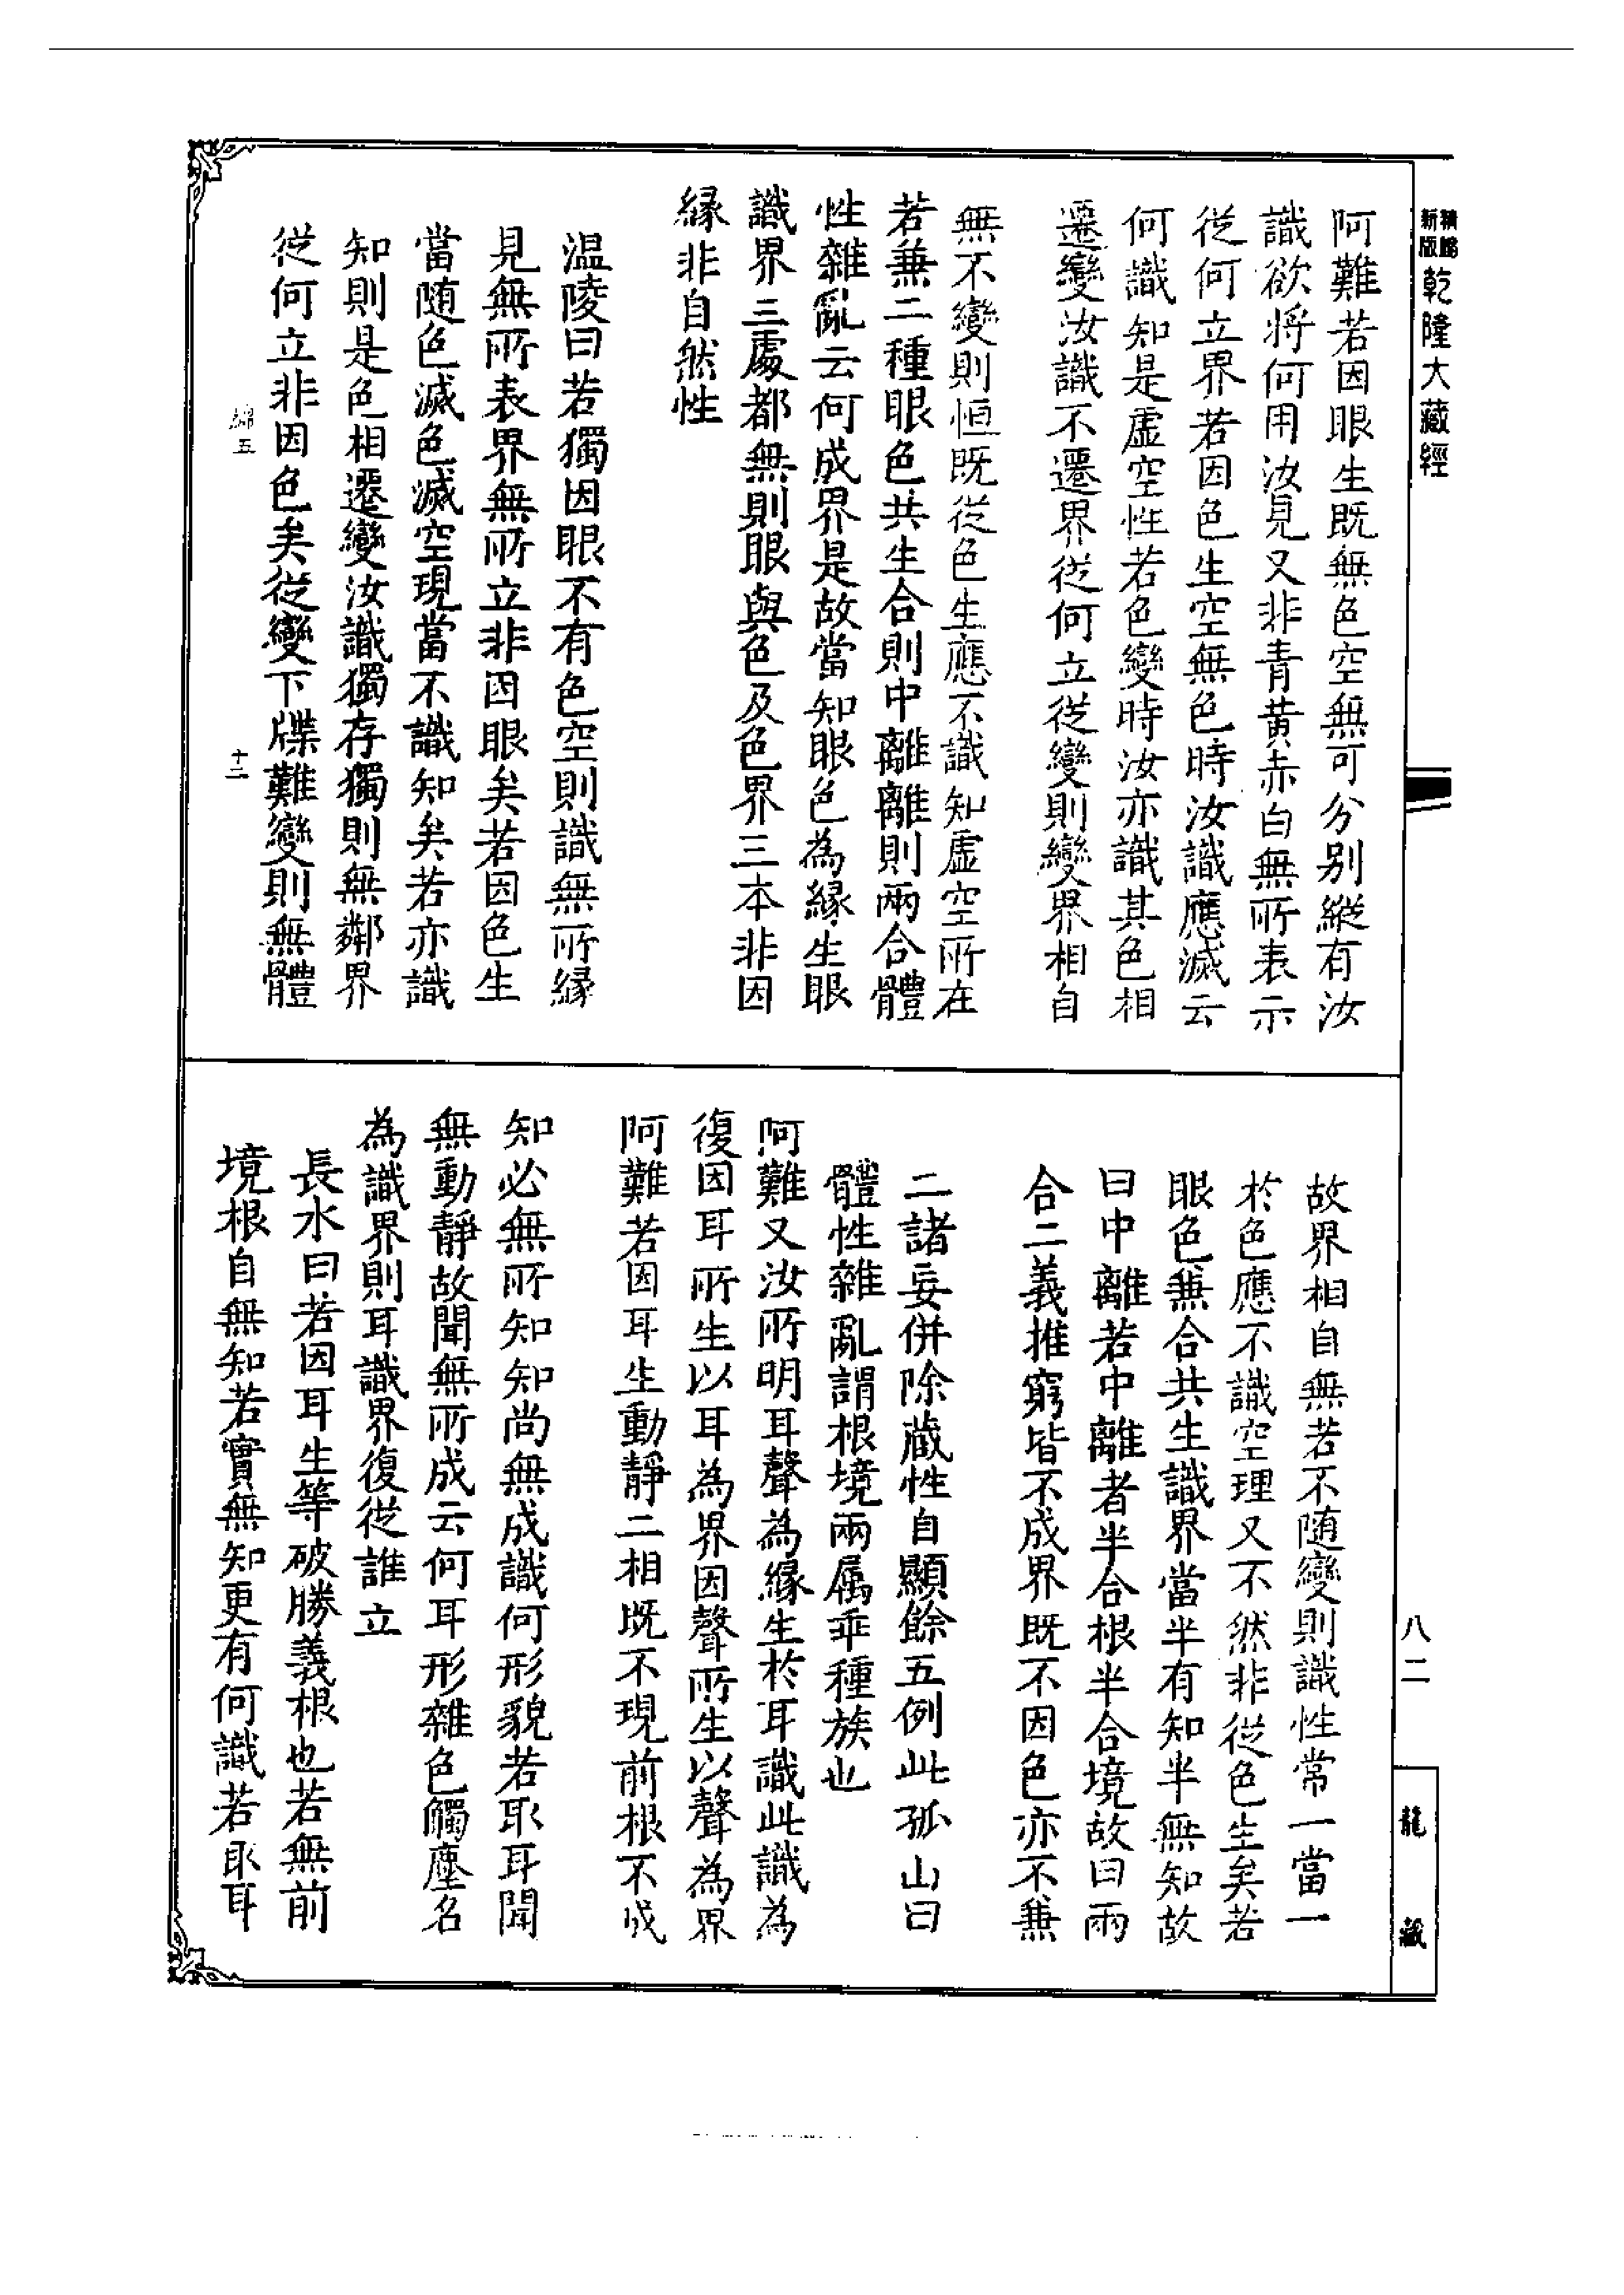 精鏽
新版
乾隆大藏經
阿難若因眼生既無色空無可分别縱有汝
識欲將何用汝見又非青黄赤白無所表示
從何立界若因色生空無色時汝識應滅云
何識知是虛空性若色變時汝亦識其色相
遷變汝識不遷界從何立從變則變界相自
無不變則恒既從色生應不識知虛空所在
若兼二種眼色共生合則中離離則兩合體
性雜亂云何成界是故當知眼色為緣生眼
識界三處都無則眼與色及色界三本非因
緣非自然性
温陵曰若獨因眼不有色空則識無所緣
見無所表界無所立非因眼矣若因色生
當随色滅色滅空現當不識知矣若亦識
知則是色相遷變汝識獨存獨則無鄰界
從何立非因色矣從變下牒難變則無體
五
十二
故界相自無若不随變則識性常一當一
於色應不識空理又不然非從色生矣若
眼色兼合共生識界當半有知半無知故
曰中離若中離者半合根半合境故曰兩
合二義推窮皆不成界既不因色亦不兼
二諸妄併除藏性自顯餘五例此孤山曰
體性雜亂謂根境兩属乖種族也
阿難又汝所明耳聲為緣生於耳識此識為
復因耳所生以耳為界因聲所生以聲為界
阿難若因耳生動靜二相既不現前根不成
知必無所知知尚無成識何形貌若取耳聞
無動靜故聞無所成云何耳形雜色觸塵名
為識界則耳識界復從誰立
長水曰若因耳生等破勝義根也若無前
境根自無知若實無知更有何識若取耳
八二
龍藏